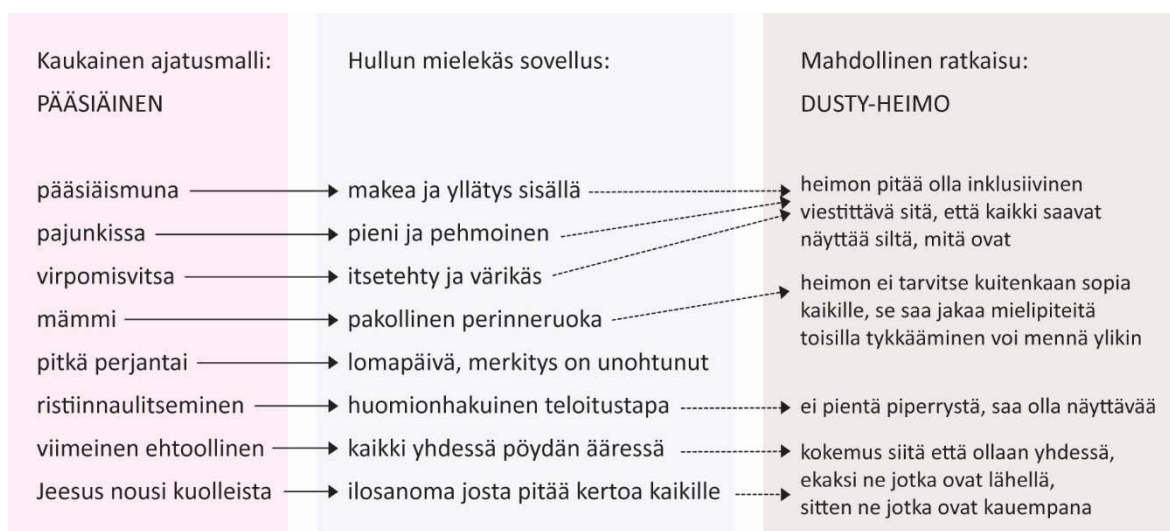 Kaukainen ajatusmalli:
PÄÄSIÄINEN
pääsiäismuna
pajunkissa
virpomisvitsa
mämmi
pitkä perjantai
ristiinnaulitseminen
viimeinen ehtoollinen
Jeesus nousi kuolleista
Hullun mielekäs sovellus:
makea ja yllätys sisällä
pieni ja pehmoinen
itsetehty ja värikäs
pakollinen perinneruoka
lomapäivä, merkitys on unohtunut
huomionhakuinen teloitustapa
kaikki yhdessä pöydän ääressä
ilosanoma josta pitää kertoa kaikille
Mahdollinen ratkaisu:
DUSTY-HEIMO
heimon pitää olla inklusiivinen
viestittävä sitä, että kaikki saavat
näyttää siltä, mitä ovat
heimon ei tarvitse kuitenkaan sopia
kaikille, se saa jakaa mielipiteitä
toisilla tykkääminen voi mennä ylikin
ei pientä piperrystä, saa olla näyttävää
kokemus siitä että ollaan yhdessä,
ekaksi ne jotka ovat lähellä,
sitten ne jotka ovat kauempana